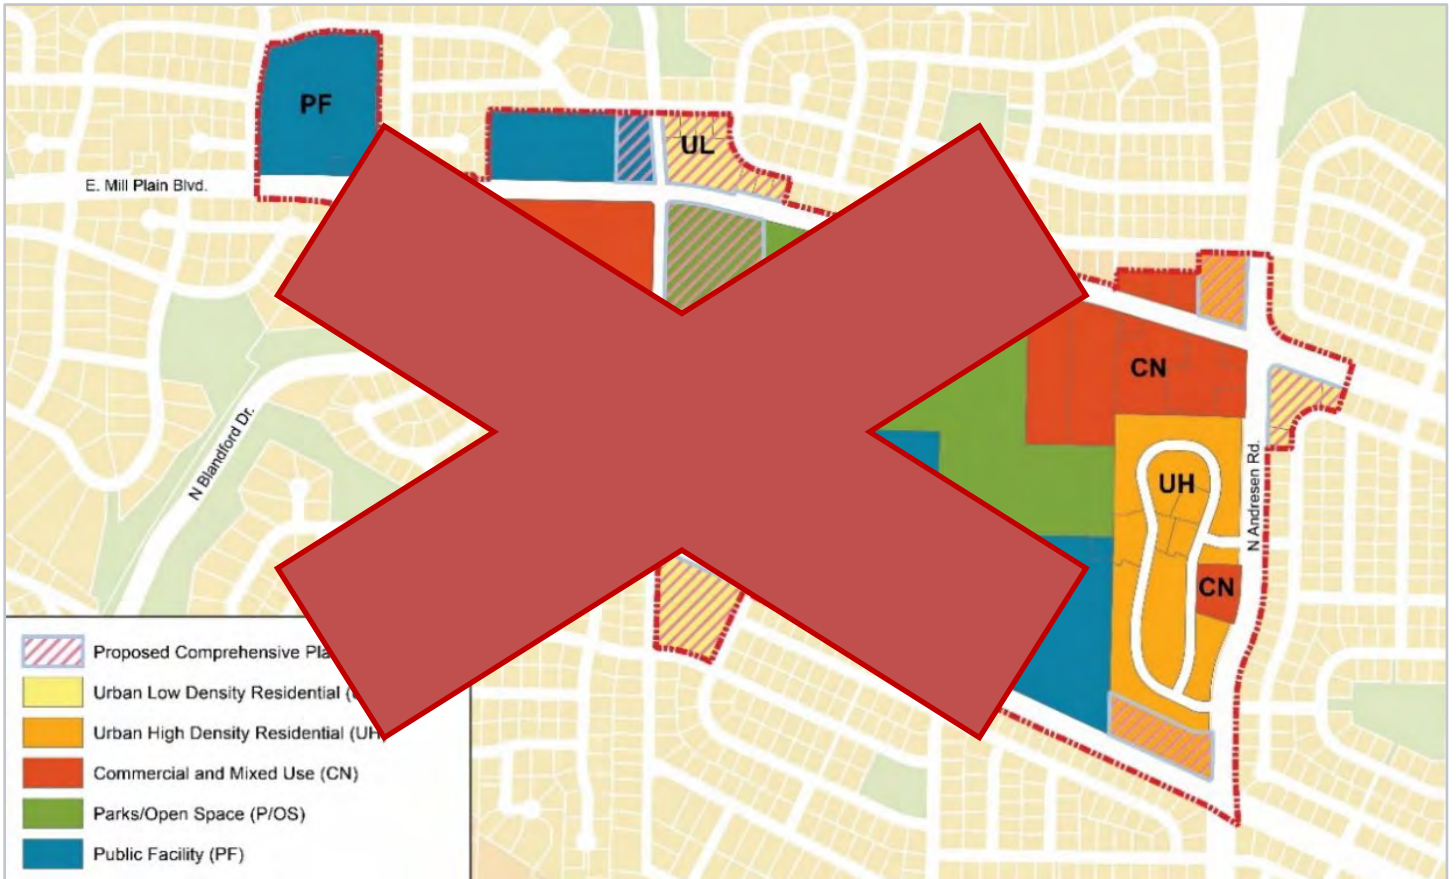 PF
UL
E. Mill Plain Blvd.
CN
N Blandford Dr.
UH
N Andresen Rd.
CN
Proposed Comprehensive
Urban Low Density Residential
Urban High Density Residential (UH
Commercial and Mixed Use (CN)
Parks/Open Space (P/OS)
Public Facility (PF)